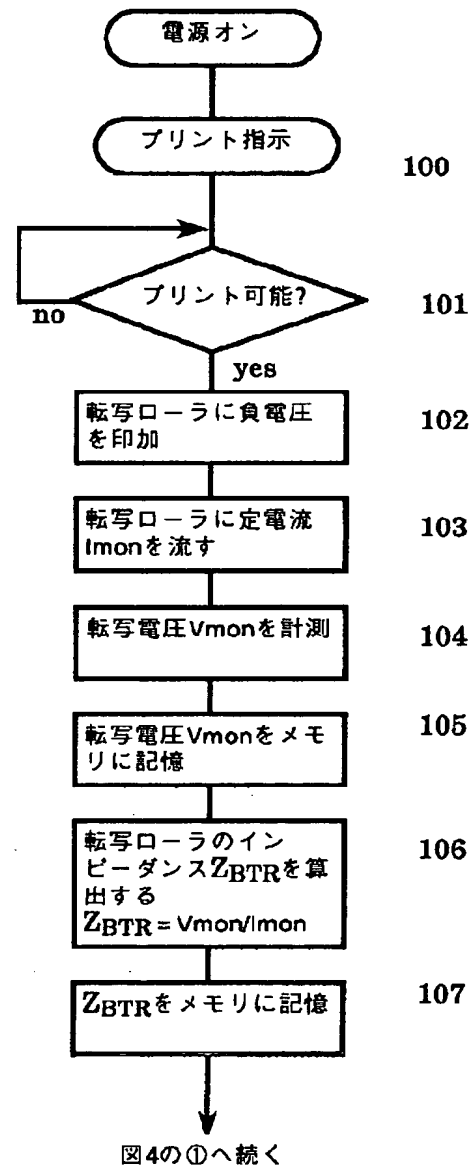 電源オン
プリント指示
100
プリント可能?
101
no
yes
転写ローラに負電圧
を印加
102
転写ローラに定電流
Imonを流す
103
転写電圧Vmonを計測
104
転写電圧Vmonをメモ
リに記憶
105
転写ローラのイン
ピーダンスZBTRを算
出する
ZBTR=Vmon/Imon
106
ZBTRをメモリに記憶
107
図4の①へ続く